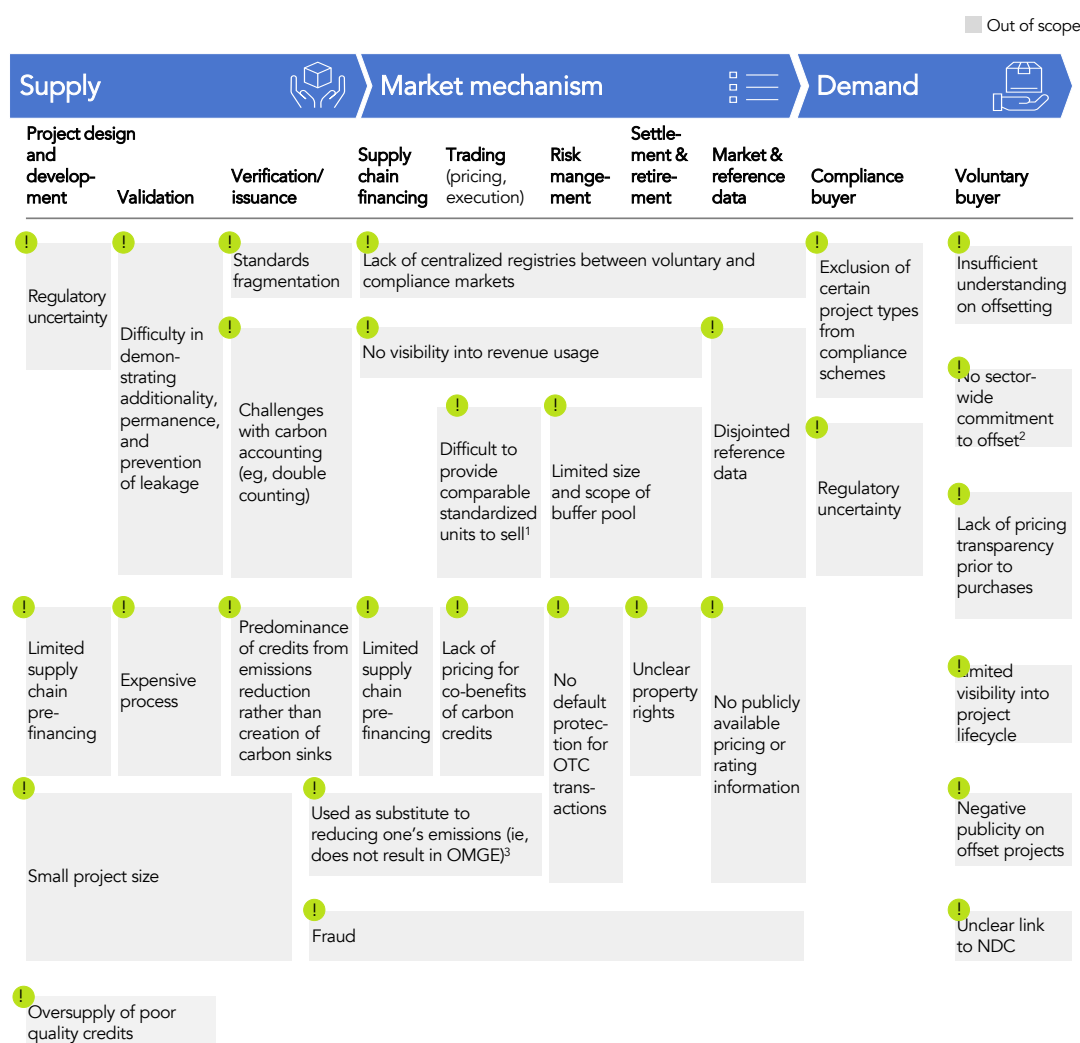 Out of scope
Supply
Market mechanism
Demand
Project design
and
develop-
ment
Validation
Verification/
issuance
Supply
chain
financing
Trading
(pricing,
execution)
Risk
mange-
ment
Settle-
ment &
retire-
ment
Market &
reference
data
Compliance
buyer
Voluntary
buyer
!
Regulatory
uncertainty
!
Difficulty in
demon-
strating
additionality,
permanence,
and
prevention
of leakage
!
Standards
fragmentation
!
Lack of centralized registries between voluntary and
compliance markets
!
Exclusion of
certain
project types
from
compliance
schemes
!
Insufficient
understanding
on offsetting
!
Challenges
with carbon
accounting
(eg, double
counting)
!
No visibility into revenue usage
!
Disjointed
reference
data
!
No sector-
wide
commitment
to offset2
!
Difficult to
provide
comparable
standardized
units to sell1
!
Limited size
and scope of
buffer pool
!
Regulatory
uncertainty
!
Lack of pricing
transparency
prior to
purchases
!
Limited
supply
chain
pre-
financing
!
Expensive
process
!
Predominance
of credits from
emissions
reduction
rather than
creation of
carbon sinks
!
Limited
supply
chain
pre-
financing
!
Lack of
pricing for
co-benefits
of carbon
credits
!
No
default
protec-
tion for
OTC
trans-
actions
!
Unclear
property
rights
!
No publicly
available
pricing or
rating
information
!
Limited
visibility into
project
lifecycle
!
Small project size
!
Used as substitute to
reducing one's emissions (ie,
does not result in OMGE)3
!
Negative
publicity on
offset projects
!
Fraud
!
Unclear link
to NDC
!
Oversupply of poor
quality credits